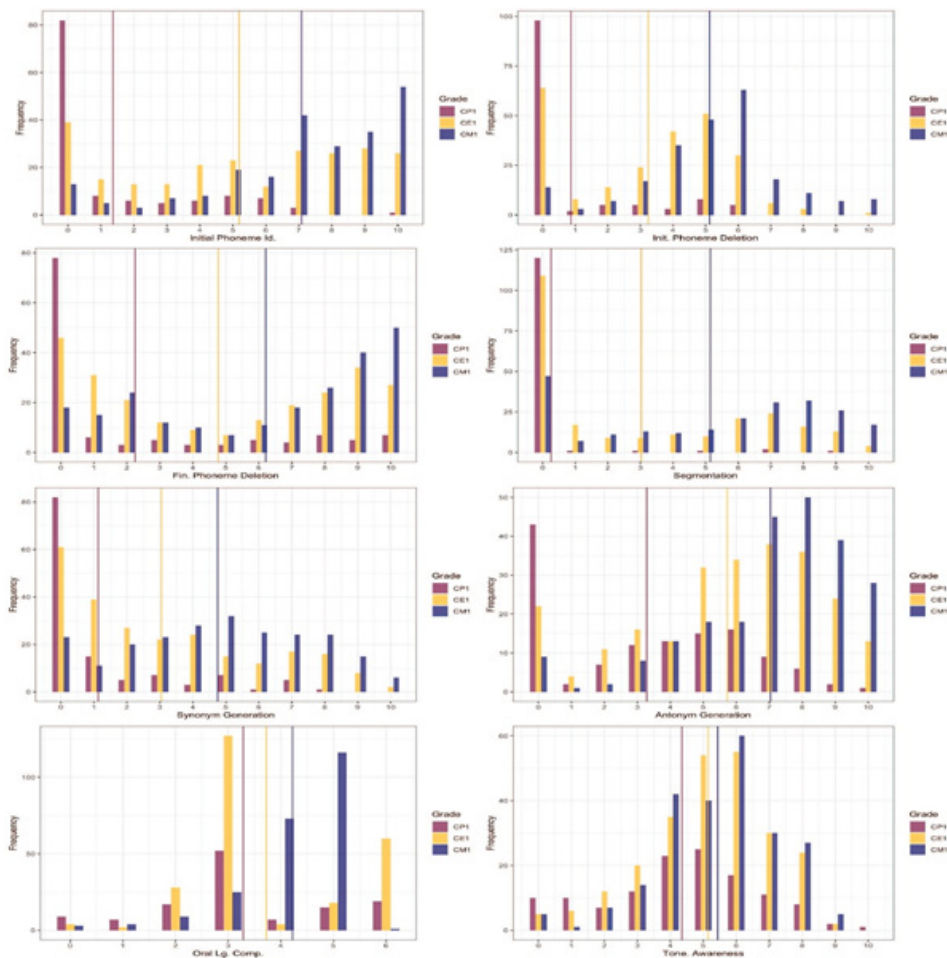 80
60
40
20
0
Frequency
0 1 2 3 4 5 6 7 8 9 10
Initial Phoneme Id.
Grade
CP1
CE1
CM1
100
75
50
25
0
Frequency
0 1 2 3 4 5 6 7 8 9 10
Init. Phoneme Deletion
Grade
CP1
CE1
CM1
80
60
40
20
0
Frequency
0 1 2 3 4 5 6 7 8 9 10
Fin. Phoneme Deletion
Grade
CP1
CE1
CM1
125
100
75
50
25
0
Frequency
0 1 2 3 4 5 6 7 8 9 10
Segmentation
Grade
CP1
CE1
CM1
80
60
40
20
0
Frequency
0 1 2 3 4 5 6 7 8 9 10
Synonym Generation
Grade
CP1
CE1
CM1
50
40
30
20
10
0
Frequency
0 1 2 3 4 5 6 7 8 9 10
Antonym Generation
Grade
CP1
CE1
CM1
100
50
0
Frequency
0 1 2 3 4 5 6
Oral Lg. Comp.
Grade
CP1
CE1
CM1
60
40
20
0
Frequency
0 1 2 3 4 5 6 7 8 9 10
Tone. Awareness
Grade
CP1
CE1
CM1